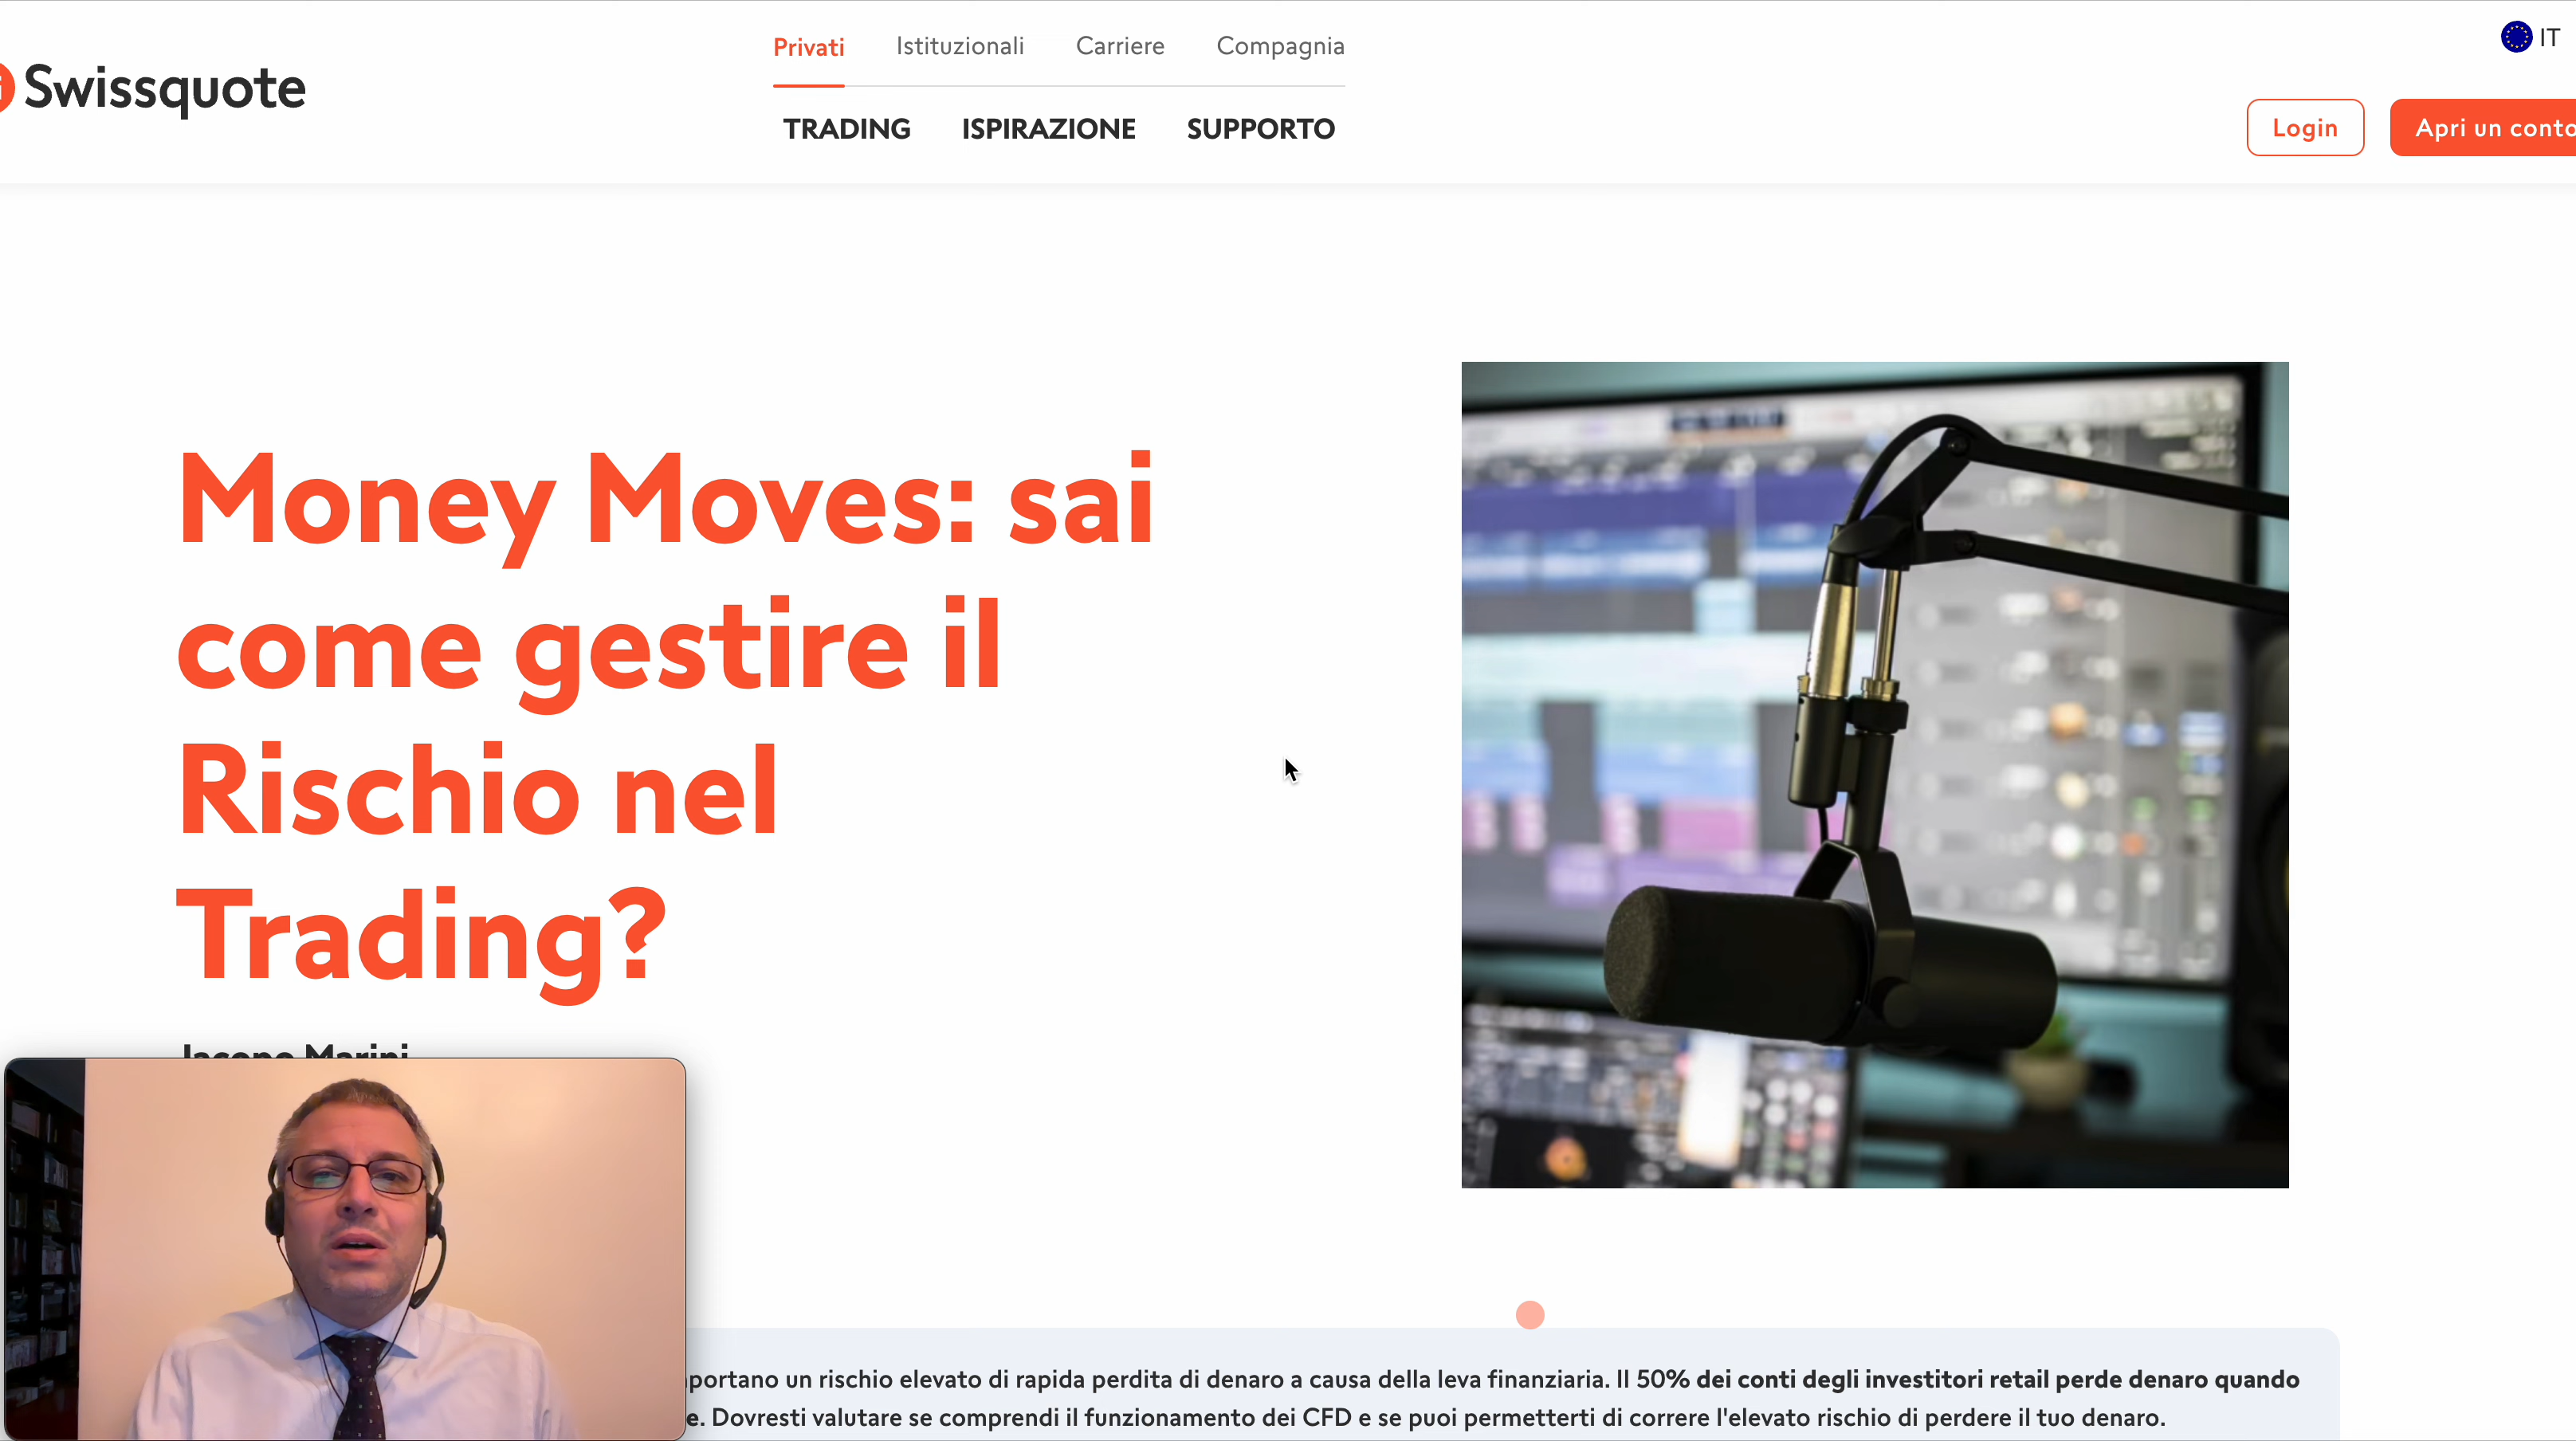 Privati Istituzionali Carriere Compagnia
IT
Swissquote
TRADING ISPIRAZIONE SUPPORTO
Login
Apri un conto
Money Moves: sai
come gestire il
Rischio nel
Trading?
Iacopo Marini
portano un rischio elevato di rapida perdita di denaro a causa della leva finanziaria. Il 50% dei conti degli investitori retail perde denaro quando
e. Dovresti valutare se comprendi il funzionamento dei CFD e se puoi permetterti di correre l'elevato rischio di perdere il tuo denaro.